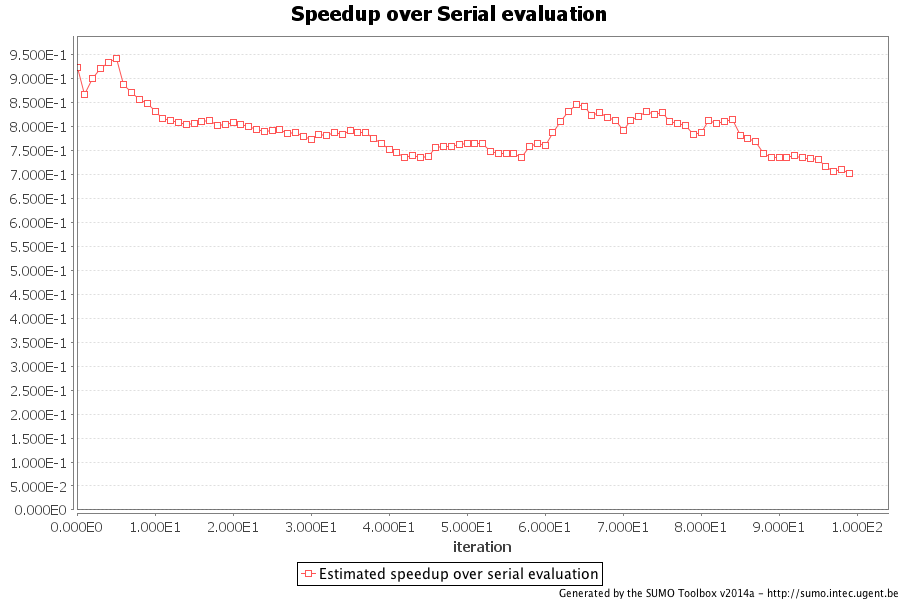 Speedup over Serial evaluation
9.500E-1
9.000E-1
8.500E-1
8.000E-1
7.500E-1
7.000E-1
6.500E-1
6.000E-1
5.500E-1
5.000E-1
4.500E-1
4.000E-1
3.500E-1
3.000E-1
2.500E-1
2.000E-1
1.500E-1
1.000E-1
5.000E-2
0.000E0
0.000E0 1.000E1 2.000E1 3.000E1 4.000E1 5.000E1 6.000E1 7.000E1 8.000E1 9.000E1 1.000E2
iteration
Estimated speedup over serial evaluation
Generated by the SUMO Toolbox v2014a - http://sumo.intec.ugent.be